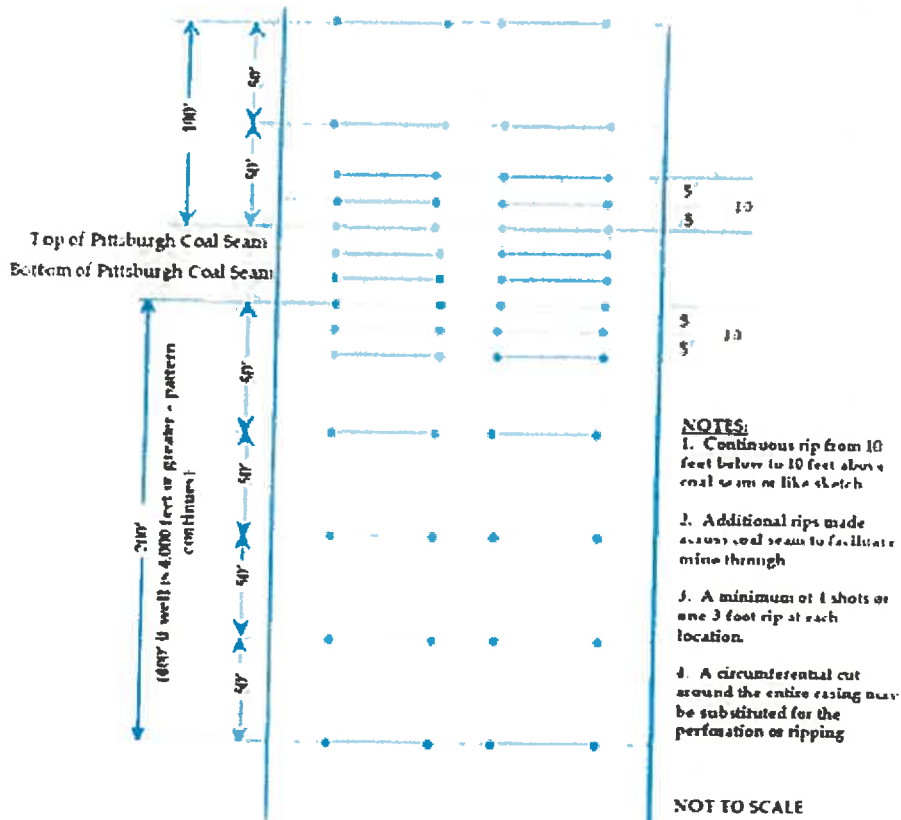 100'
50'
50'
Top of Pittsburgh Coal Seam
Bottom of Pittsburgh Coal Seam
5'
5'
10
5'
5'
10
200'
(400' if well is 4,000 feet or greater - pattern
continues)
50'
50'
50'
50'
NOTES:
1. Continuous rip from 10
feet below to 10 feet above
coal seam or like sketch
2. Additional rips made
across coal seam to facilitate
mine through
3. A minimum of 4 shots or
one 3 foot rip at each
location.
4. A circumferential cut
around the entire casing may
be substituted for the
perforation or ripping
NOT TO SCALE